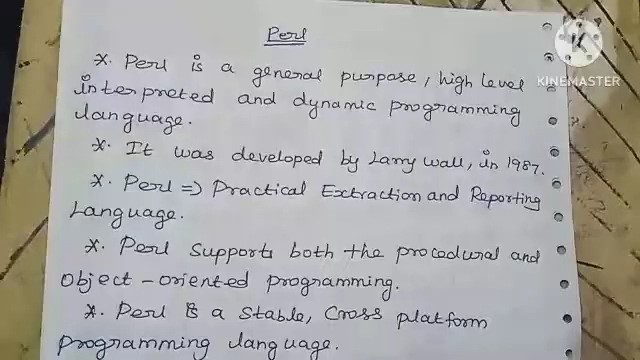 Perl
*. Perl is a general purpose, high level
interpreted and dynamic programming
language.
*. It was developed by Larry Wall, in 1987.
*. Perl => Practical Extraction and Reporting
Language.
*. Perl supports both the procedural and
Object-oriented programming.
*. Perl is a stable, cross platform
programming language.
KINEMASTER